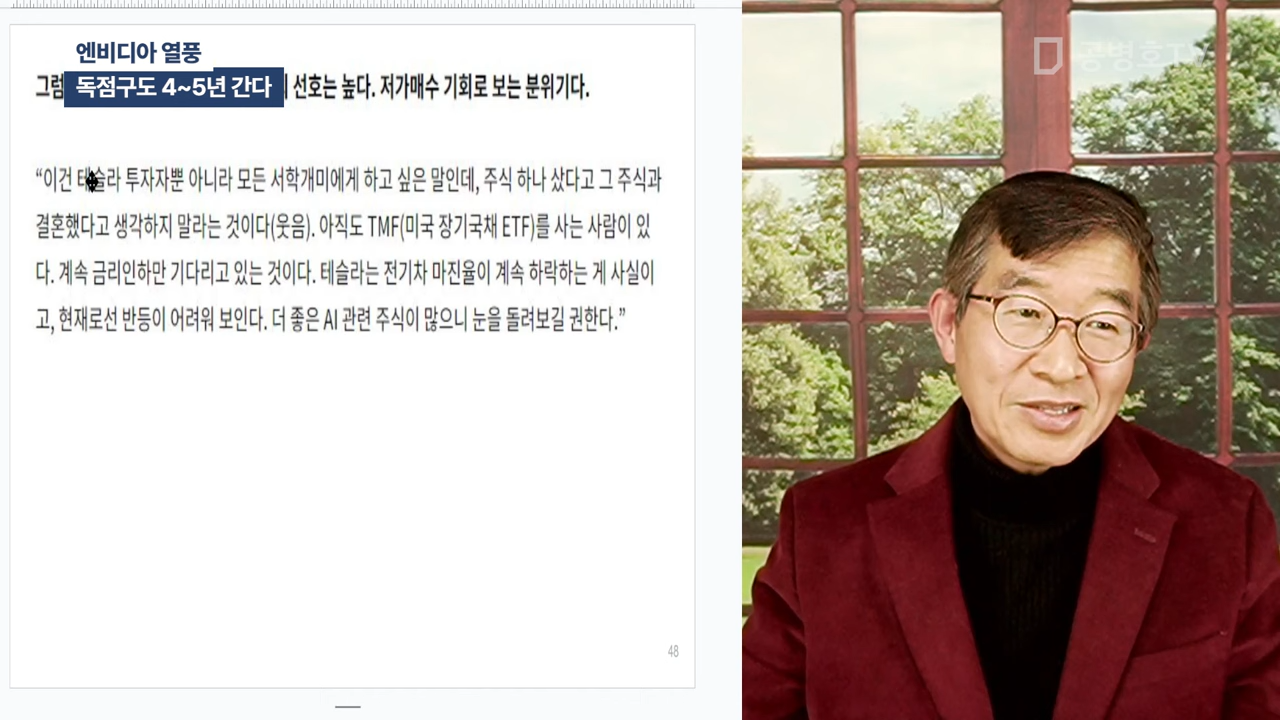 엔비디아 열풍
독점구도 4~5년 간다
그럼 선호는 높다. 저가매수 기회로 보는 분위기다.
“이건 테슬라 투자자뿐 아니라 모든 서학개미에게 하고 싶은 말인데, 주식 하나 샀다고 그 주식과
결혼했다고 생각하지 말라는 것이다(웃음). 아직도 TMF(미국 장기국채 ETF)를 사는 사람이 있
다. 계속 금리인하만 기다리고 있는 것이다. 테슬라는 전기차 마진율이 계속 하락하는 게 사실이
고, 현재로선 반등이 어려워 보인다. 더 좋은 AI 관련 주식이 많으니 눈을 돌려보길 권한다.”
48
공병호TV